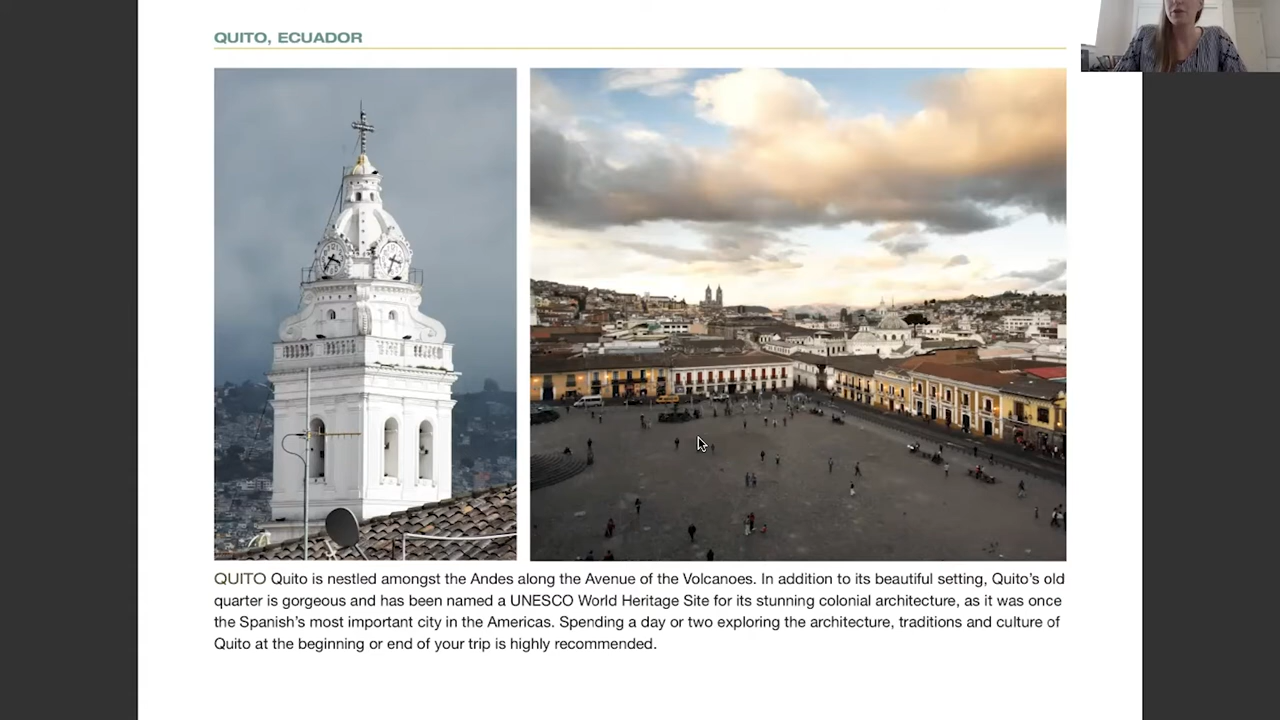 QUITO, ECUADOR
QUITO Quito is nestled amongst the Andes along the Avenue of the Volcanoes. In addition to its beautiful setting, Quito's old
quarter is gorgeous and has been named a UNESCO World Heritage Site for its stunning colonial architecture, as it was once
the Spanish's most important city in the Americas. Spending a day or two exploring the architecture, traditions and culture of
Quito at the beginning or end of your trip is highly recommended.